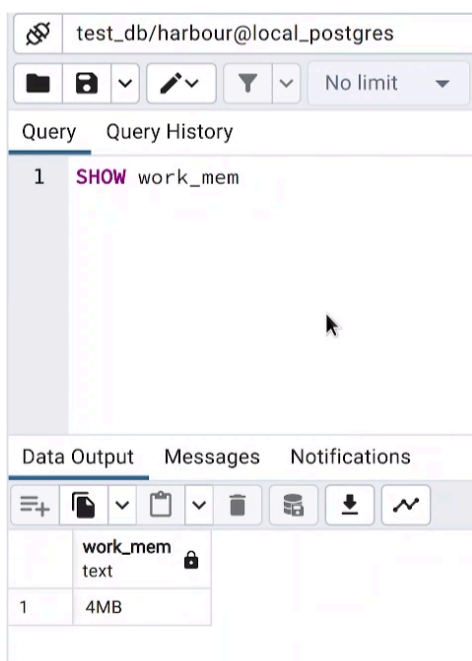 test_db/harbour@local_postgres
No limit
Query Query History
1 SHOW work_mem
Data Output Messages Notifications
work_mem
text
1 4MB